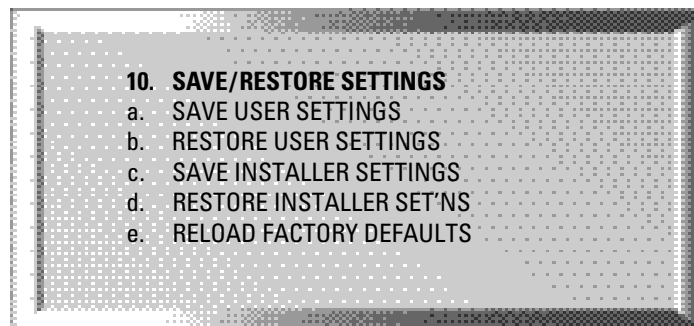 10. SAVE/RESTORE SETTINGS
a. SAVE USER SETTINGS
b. RESTORE USER SETTINGS
c. SAVE INSTALLER SETTINGS
d. RESTORE INSTALLER SET’NS
e. RELOAD FACTORY DEFAULTS